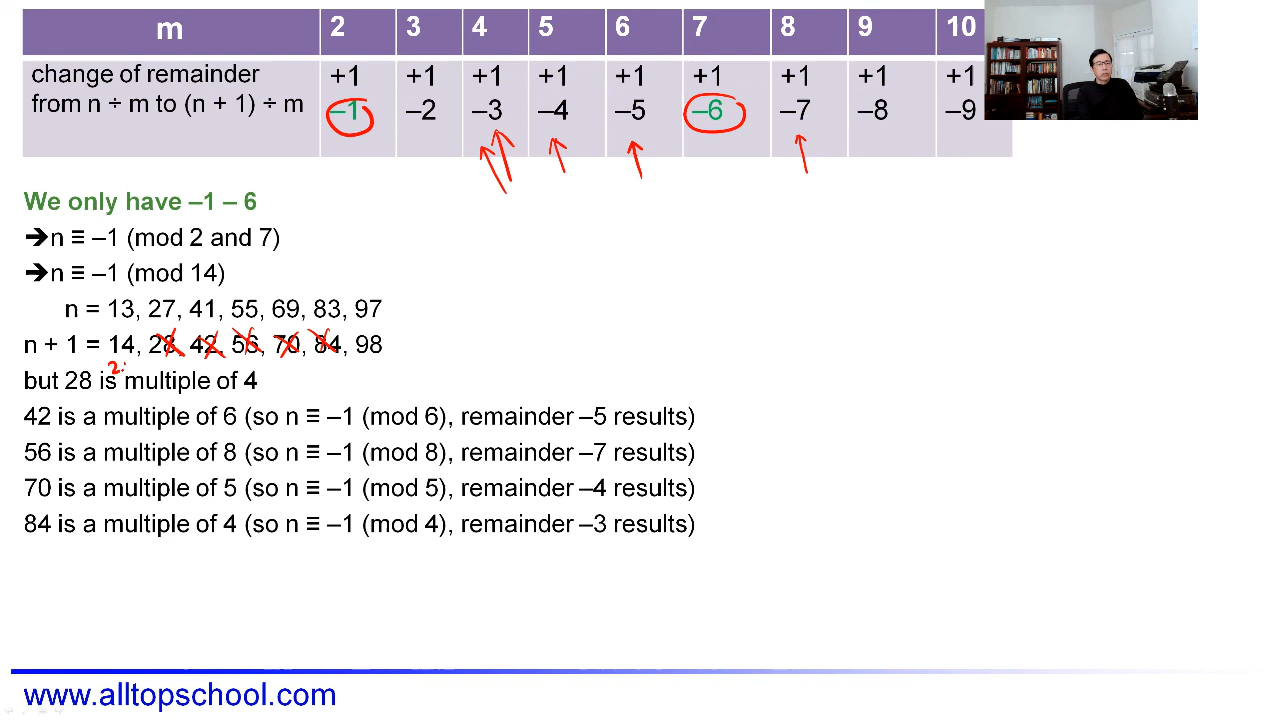 m 2 3 4 5 6 7 8 9 10
change of remainder +1 +1 +1 +1 +1 +1 +1 +1 +1
from n ÷ m to (n + 1) ÷ m –1 –2 –3 –4 –5 –6 –7 –8 –9
We only have –1 – 6
➔n ≡ –1 (mod 2 and 7)
➔n ≡ –1 (mod 14)
n = 13, 27, 41, 55, 69, 83, 97
n + 1 = 14, 28, 42, 56, 70, 84, 98
2·
but 28 is multiple of 4
42 is a multiple of 6 (so n ≡ –1 (mod 6), remainder –5 results)
56 is a multiple of 8 (so n ≡ –1 (mod 8), remainder –7 results)
70 is a multiple of 5 (so n ≡ –1 (mod 5), remainder –4 results)
84 is a multiple of 4 (so n ≡ –1 (mod 4), remainder –3 results)
www.alltopschool.com